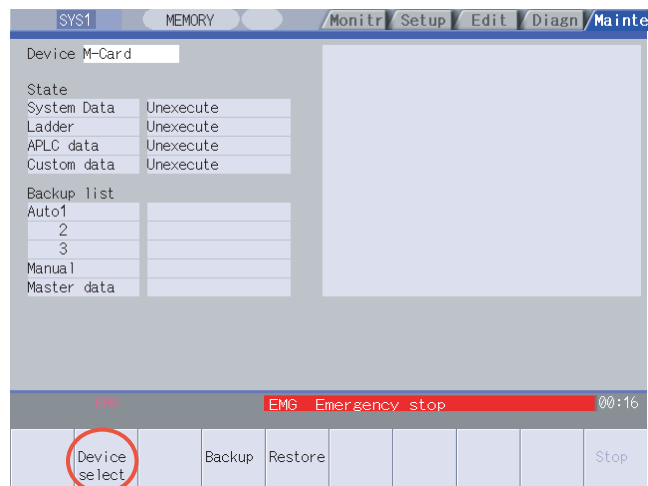 SYS1 MEMORY Monitr Setup Edit Diagn Mainte
Device M-Card
State
System Data Unexecute
Ladder Unexecute
APLC data Unexecute
Custom data Unexecute
Backup list
Auto1
2
3
Manual
Master data
EMG EMG Emergency stop 00:16
Device select Backup Restore Stop